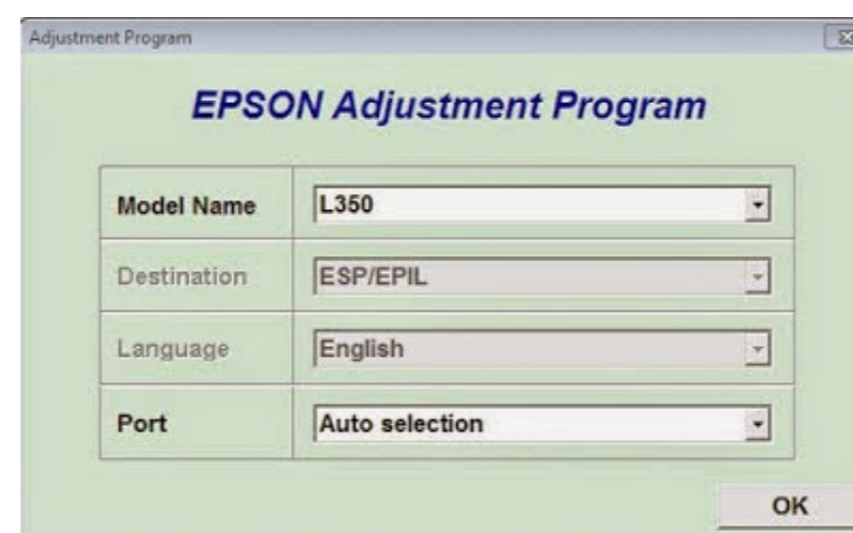 Adjustment Program
EPSON Adjustment Program
Model Name L350
Destination ESP/EPIL
Language English
Port Auto selection
OK